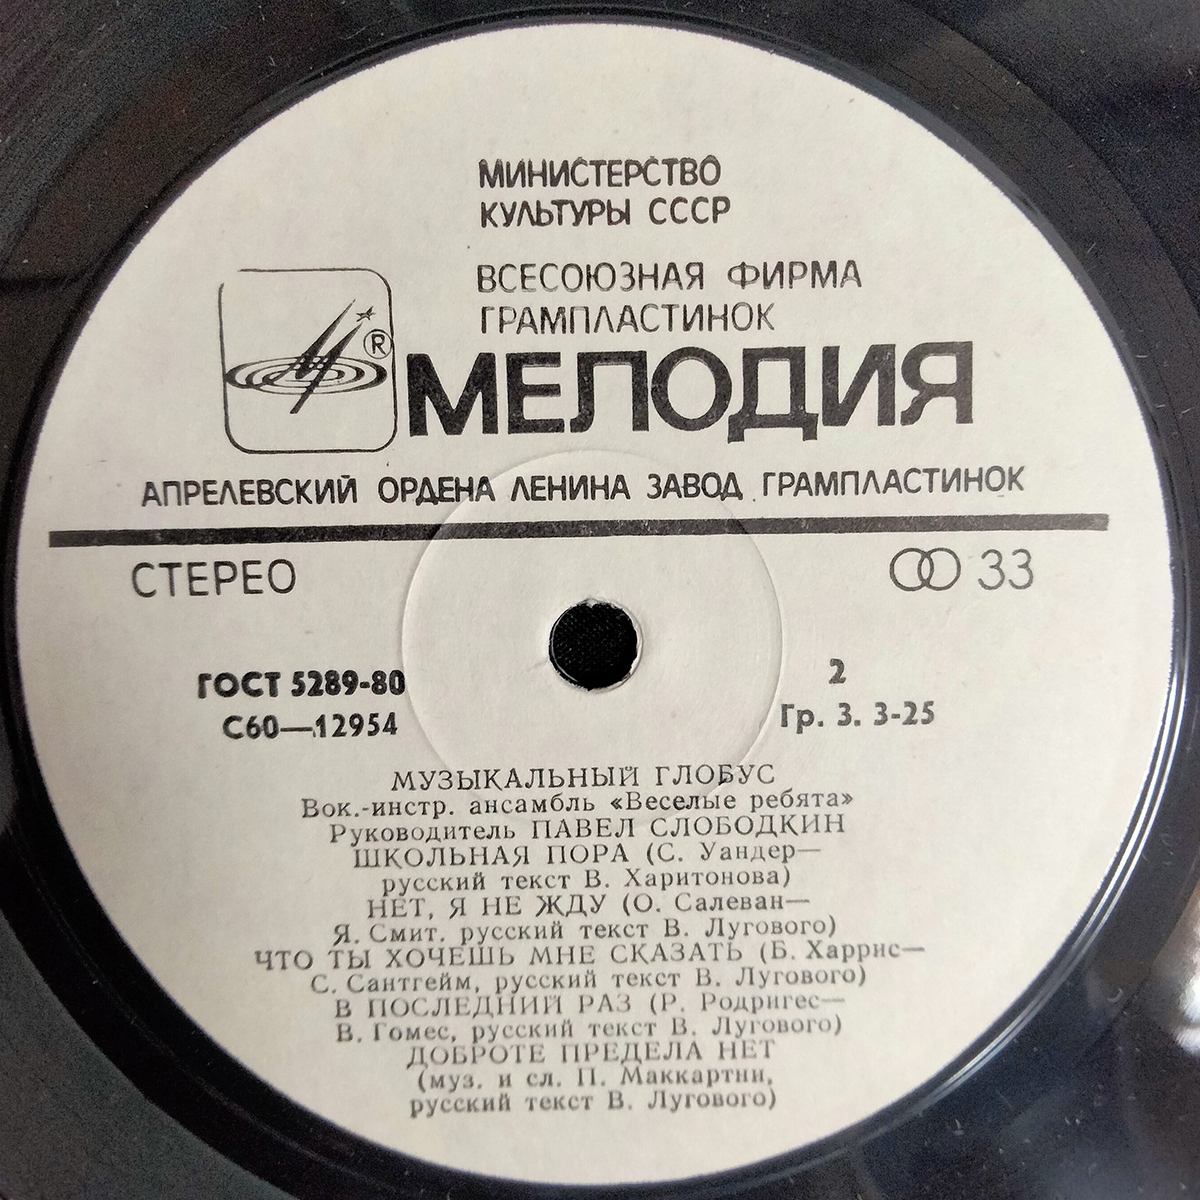 МИНИСТЕРСТВО
КУЛЬТУРЫ СССР
ВСЕСОЮЗНАЯ ФИРМА
ГРАМПЛАСТИНОК
®
МЕЛОДИЯ
АПРЕЛЕВСКИЙ ОРДЕНА ЛЕНИНА ЗАВОД ГРАМПЛАСТИНОК
СТЕРЕО 33
ГОСТ 5289-80 2
С60—12954 Гр. 3. 3-25
МУЗЫКАЛЬНЫЙ ГЛОБУС
Вок.-инстр. ансамбль «Веселые ребята»
Руководитель ПАВЕЛ СЛОБОДКИН
ШКОЛЬНАЯ ПОРА (С. Уандер—
русский текст В. Харитонова)
НЕТ, Я НЕ ЖДУ (О. Салеван—
Я. Смит, русский текст В. Лугового)
ЧТО ТЫ ХОЧЕШЬ МНЕ СКАЗАТЬ (Б. Харрис—
С. Сантгейм, русский текст В. Лугового)
В ПОСЛЕДНИЙ РАЗ (Р. Родригес—
В. Гомес, русский текст В. Лугового)
ДОБРОТЕ ПРЕДЕЛА НЕТ
(муз. и сл. П. Маккартни,
русский текст В. Лугового)